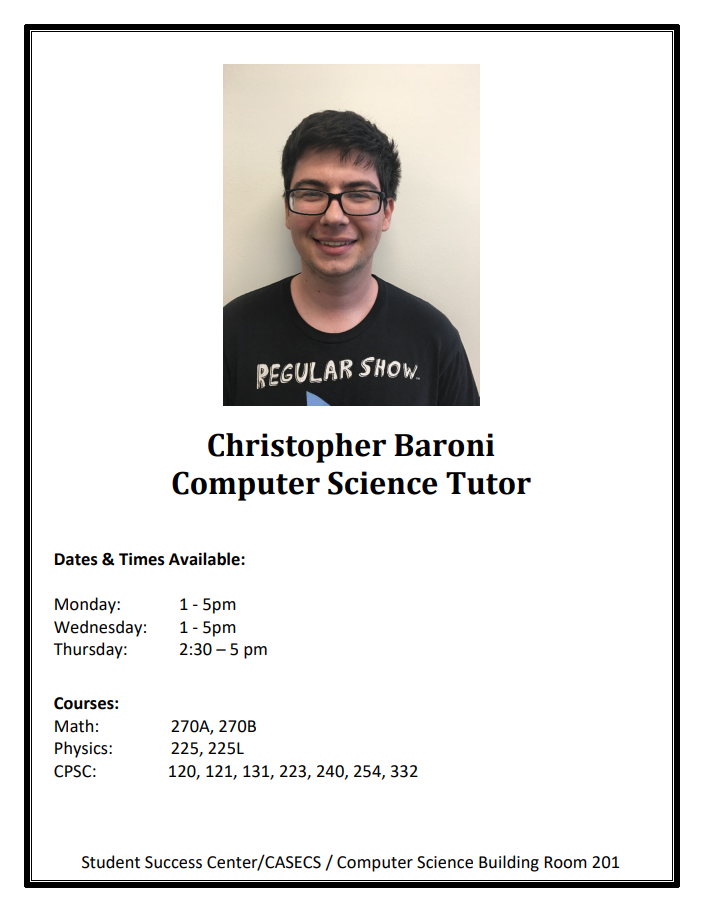 REGULAR SHOW™
Christopher Baroni
Computer Science Tutor
Dates & Times Available:
Monday: 1 - 5pm
Wednesday: 1 - 5pm
Thursday: 2:30 – 5 pm
Courses:
Math: 270A, 270B
Physics: 225, 225L
CPSC: 120, 121, 131, 223, 240, 254, 332
Student Success Center/CASECS / Computer Science Building Room 201